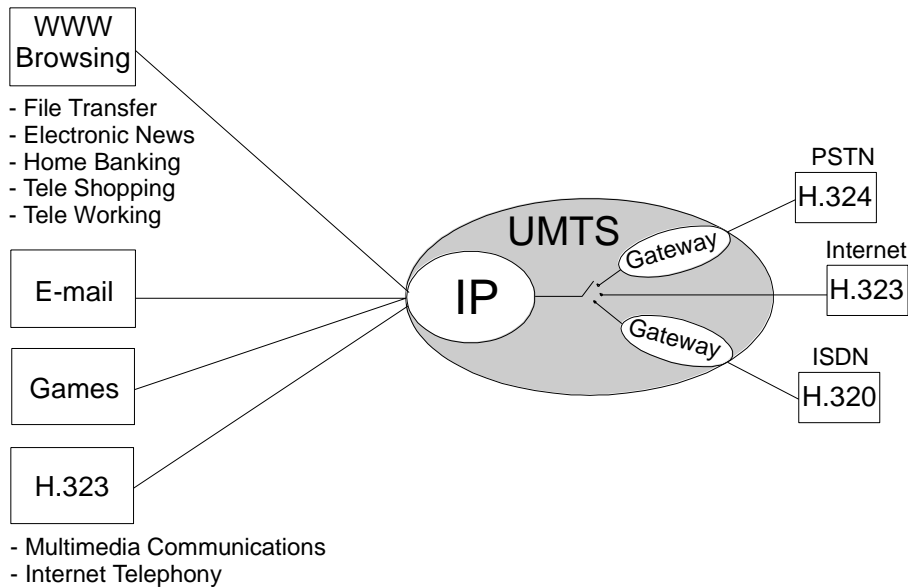 WWW
Browsing
- File Transfer
- Electronic News
- Home Banking
- Tele Shopping
- Tele Working
E-mail
Games
H.323
- Multimedia Communications
- Internet Telephony
UMTS
IP
Gateway
Gateway
PSTN
H.324
Internet
H.323
ISDN
H.320